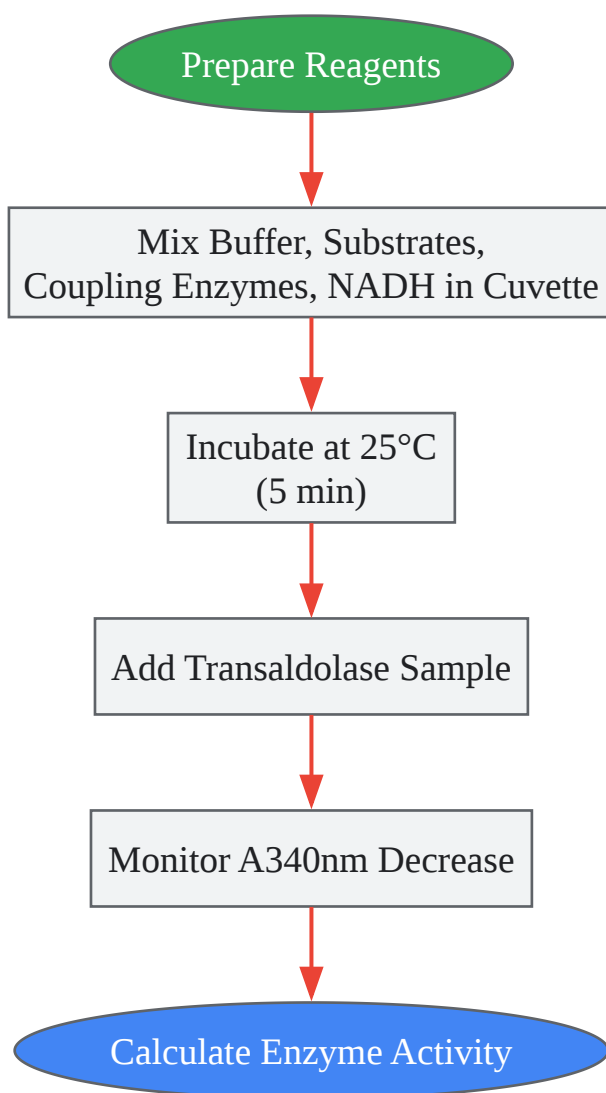 Prepare Reagents
Mix Buffer, Substrates,
Coupling Enzymes, NADH in Cuvette
Incubate at 25°C
(5 min)
Add Transaldolase Sample
Monitor A340nm Decrease
Calculate Enzyme Activity